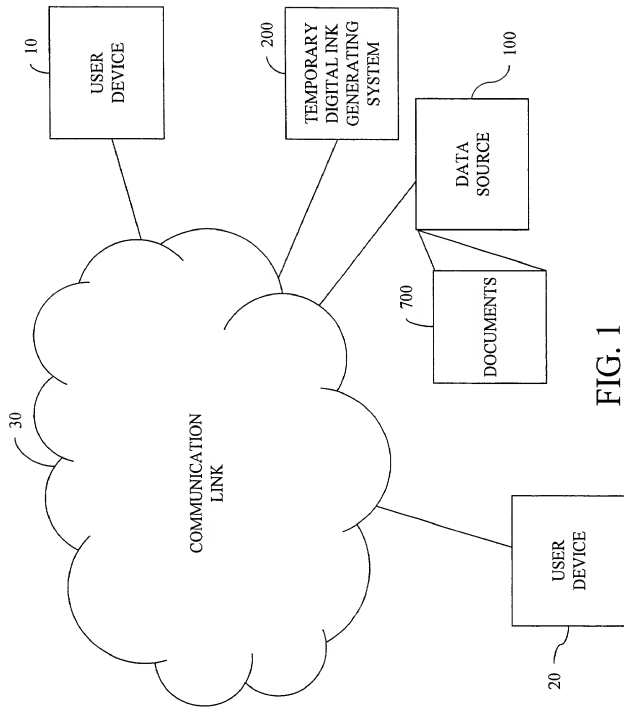 10
USER
DEVICE
200
TEMPORARY
DIGITAL INK
GENERATING
SYSTEM
100
DATA
SOURCE
700
DOCUMENTS
30
COMMUNICATION
LINK
USER
DEVICE
20
FIG. 1